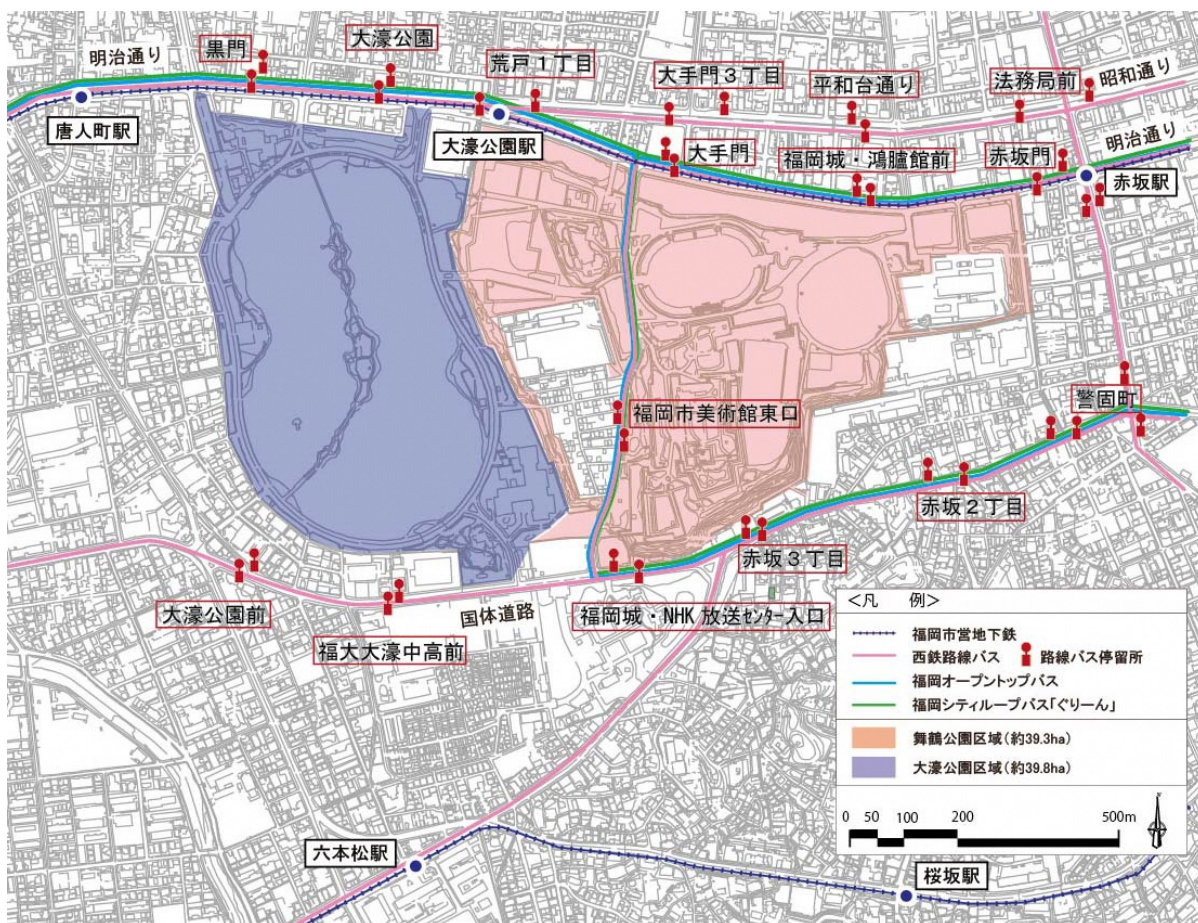 明治通り
黒門
大濠公園
荒戸1丁目
大手門3丁目
平和台通り
法務局前
昭和通り
唐人町駅
大濠公園駅
大手門
福岡城・鴻臚館前
赤坂門
明治通り
赤坂駅
福岡市美術館東口
警固町
赤坂2丁目
赤坂3丁目
大濠公園前
福大大濠中高前
国体道路
福岡城・NHK放送センター入口
六本松駅
桜坂駅
<凡　例>
福岡市営地下鉄
西鉄路線バス　路線バス停留所
福岡オープントップバス
福岡シティループバス「ぐりーん」
舞鶴公園区域(約39.3ha)
大濠公園区域(約39.8ha)
0 50 100 200 500m